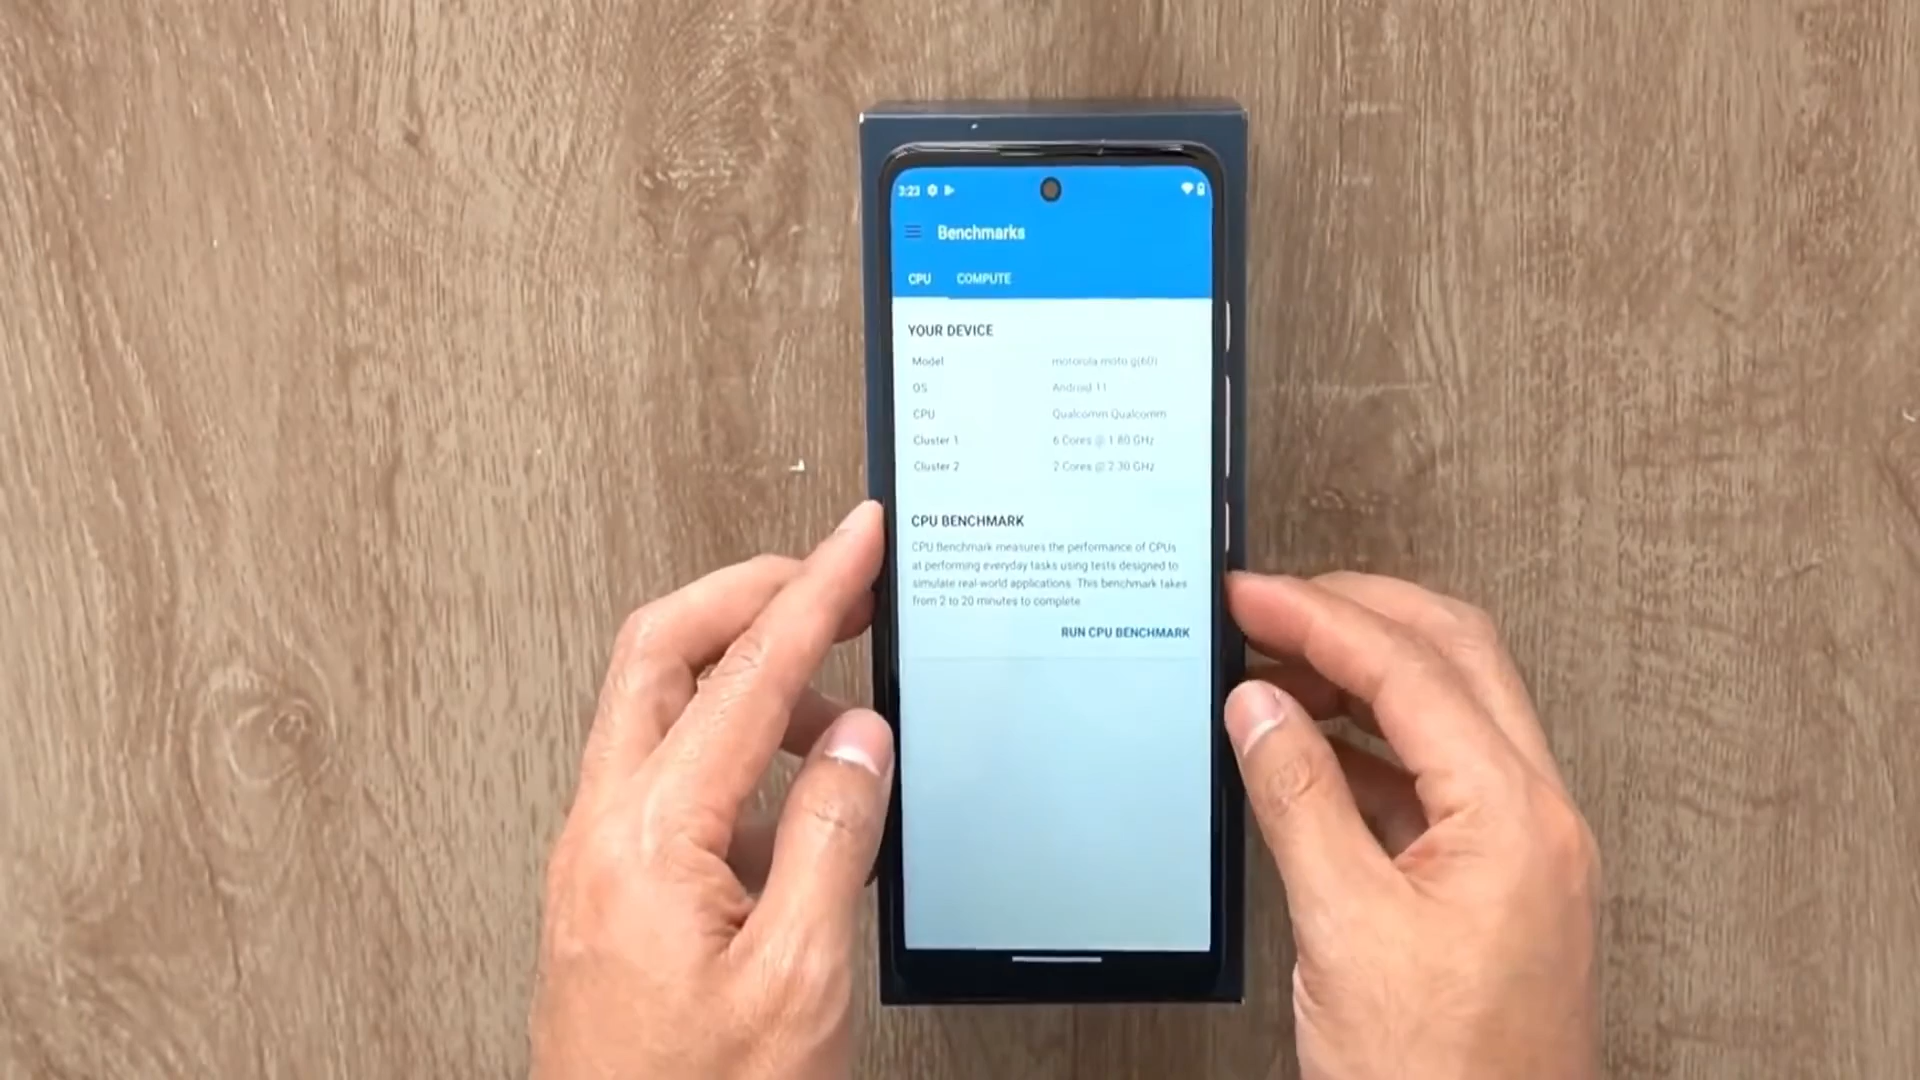 3:23
Benchmarks
CPU COMPUTE
YOUR DEVICE
Model motorola moto g(60)
OS Android 11
CPU Qualcomm Qualcomm
Cluster 1 6 Cores @ 1.80 GHz
Cluster 2 2 Cores @ 2.30 GHz
CPU BENCHMARK
CPU Benchmark measures the performance of CPUs
at performing everyday tasks using tests designed to
simulate real-world applications. This benchmark takes
from 2 to 20 minutes to complete.
RUN CPU BENCHMARK